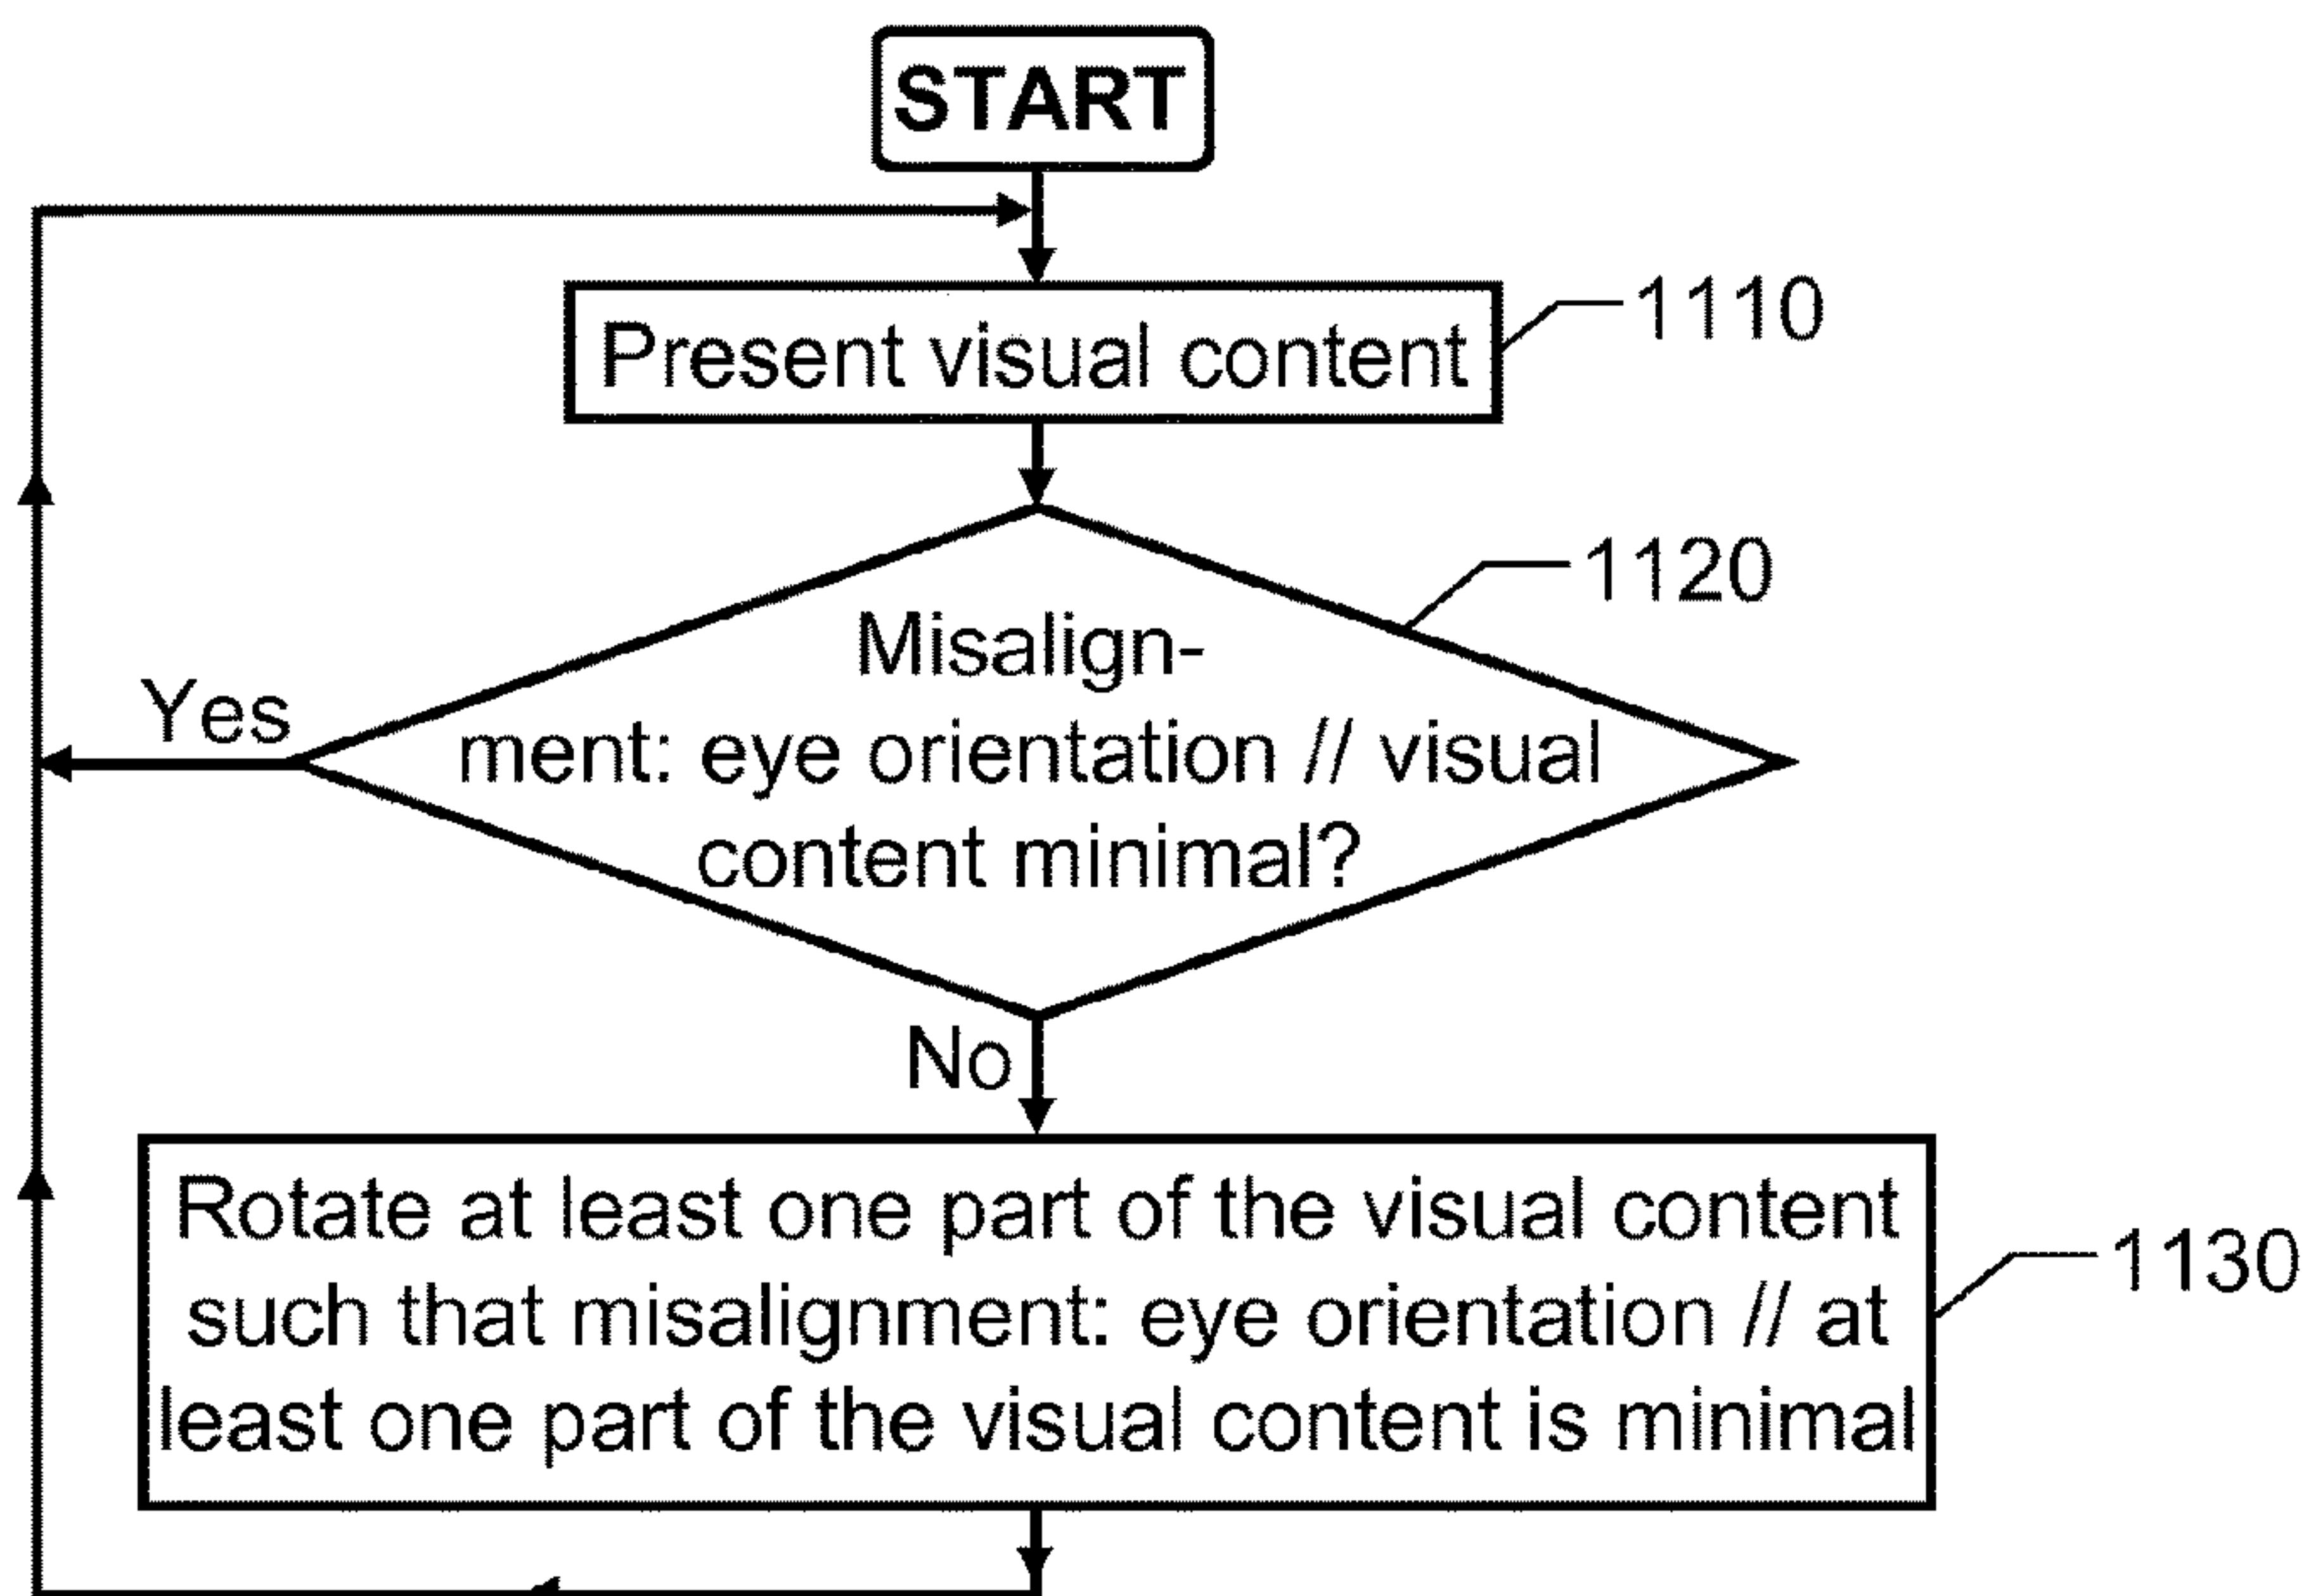 START
Present visual content
1110
1120
Misalign-
Yes
ment: eye orientation // visual
content minimal?
No
Rotate at least one part of the visual content
such that misalignment: eye orientation // at
least one part of the visual content is minimal
1130